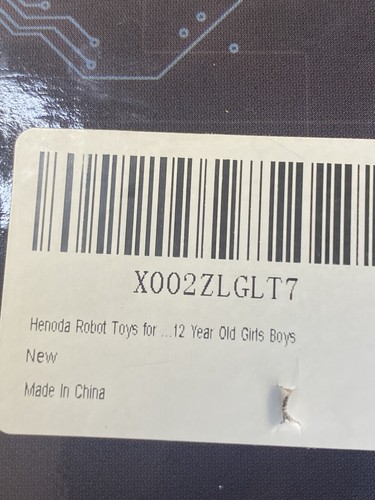 X002ZLGLT7
Henoda Robot Toys for ...12 Year Old Girls Boys
New
Made In China